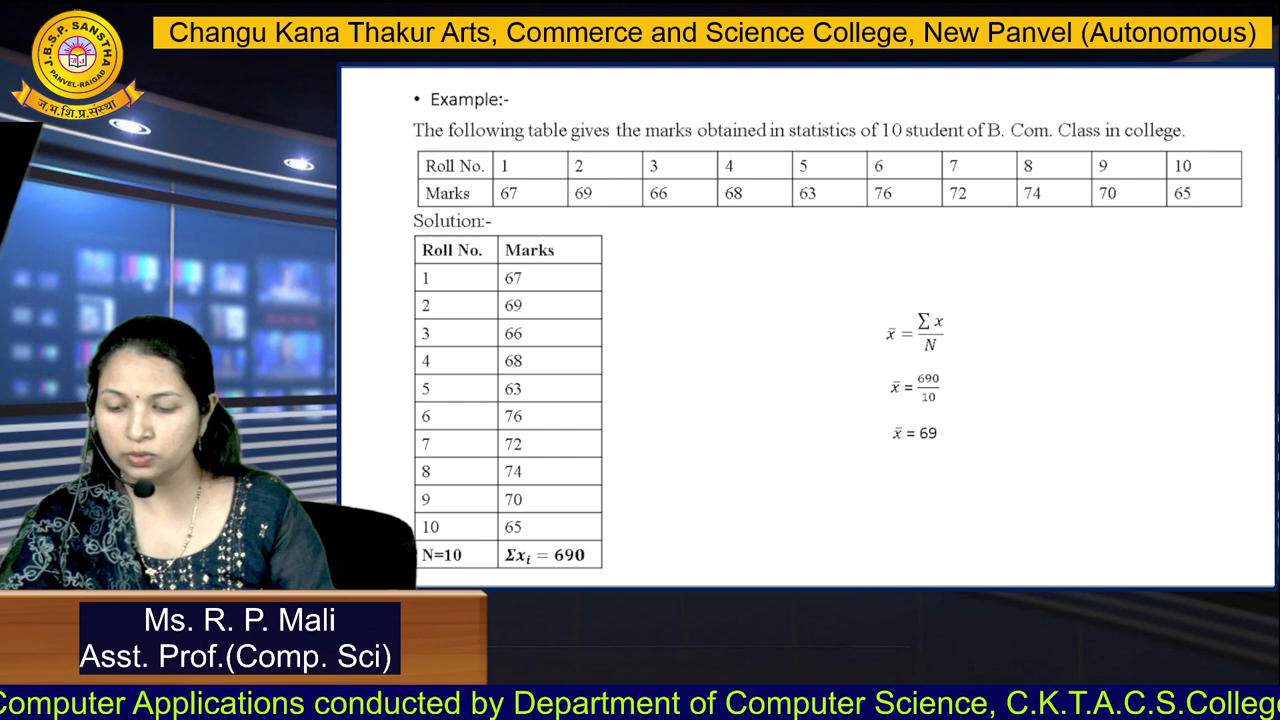 J.B.S.P. SANSTHA
PANVEL-RAIGAD
ज.भ.शि.प्र.संस्था
Changu Kana Thakur Arts, Commerce and Science College, New Panvel (Autonomous)
• Example:-
The following table gives the marks obtained in statistics of 10 student of B. Com. Class in college.
Roll No. 1 2 3 4 5 6 7 8 9 10
Marks 67 69 66 68 63 76 72 74 70 65
Solution:-
Roll No. Marks
1 67
2 69
3 66
4 68
5 63
6 76
7 72
8 74
9 70
10 65
N=10 Σxᵢ = 690
x̄ = ∑ x / N
x̄ = 690 / 10
x̄ = 69
Ms. R. P. Mali
Asst. Prof.(Comp. Sci)
Computer Applications conducted by Department of Computer Science, C.K.T.A.C.S.College